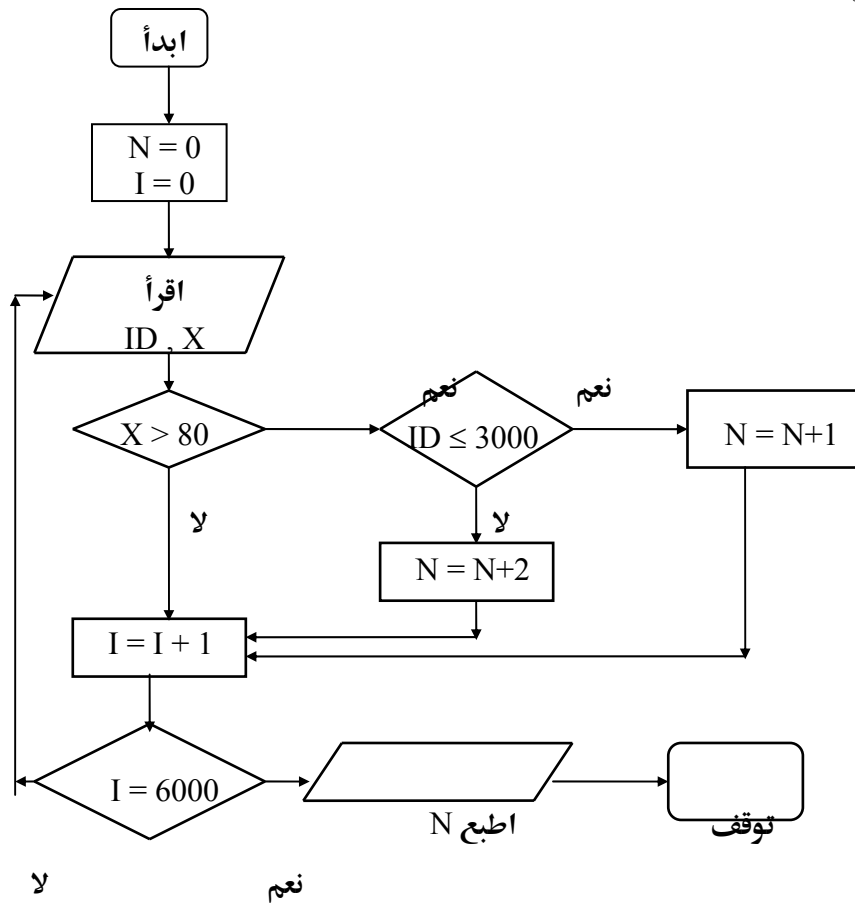 ابدأ
N = 0
I = 0
اقرأ
ID , X
X > 80
نعم
ID ≤ 3000
نعم
N = N+1
لا
لا
N = N+2
I = I + 1
I = 6000
اطبع N
توقف
لا
نعم